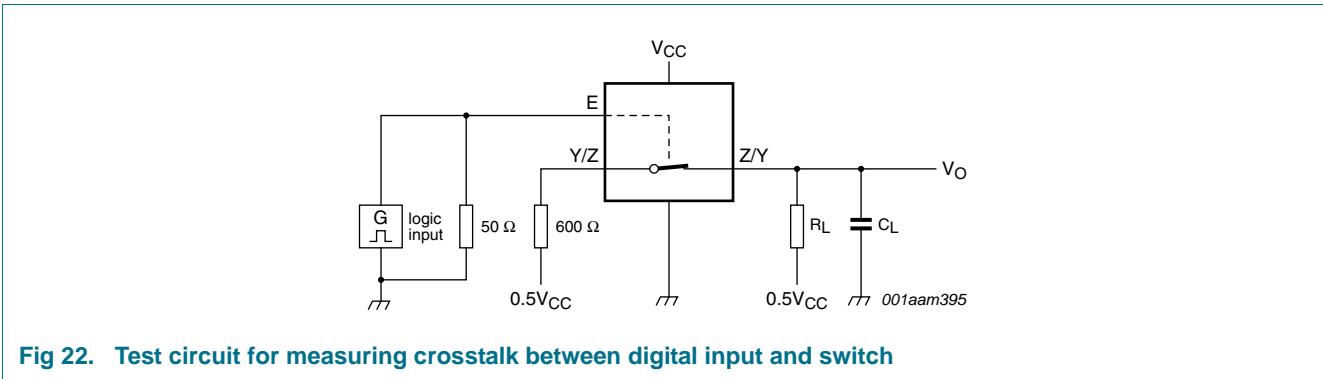 VCC
E
Y/Z
Z/Y
VO
G
logic
input
50 Ω
600 Ω
RL
CL
0.5VCC
0.5VCC
001aam395
Fig 22. Test circuit for measuring crosstalk between digital input and switch